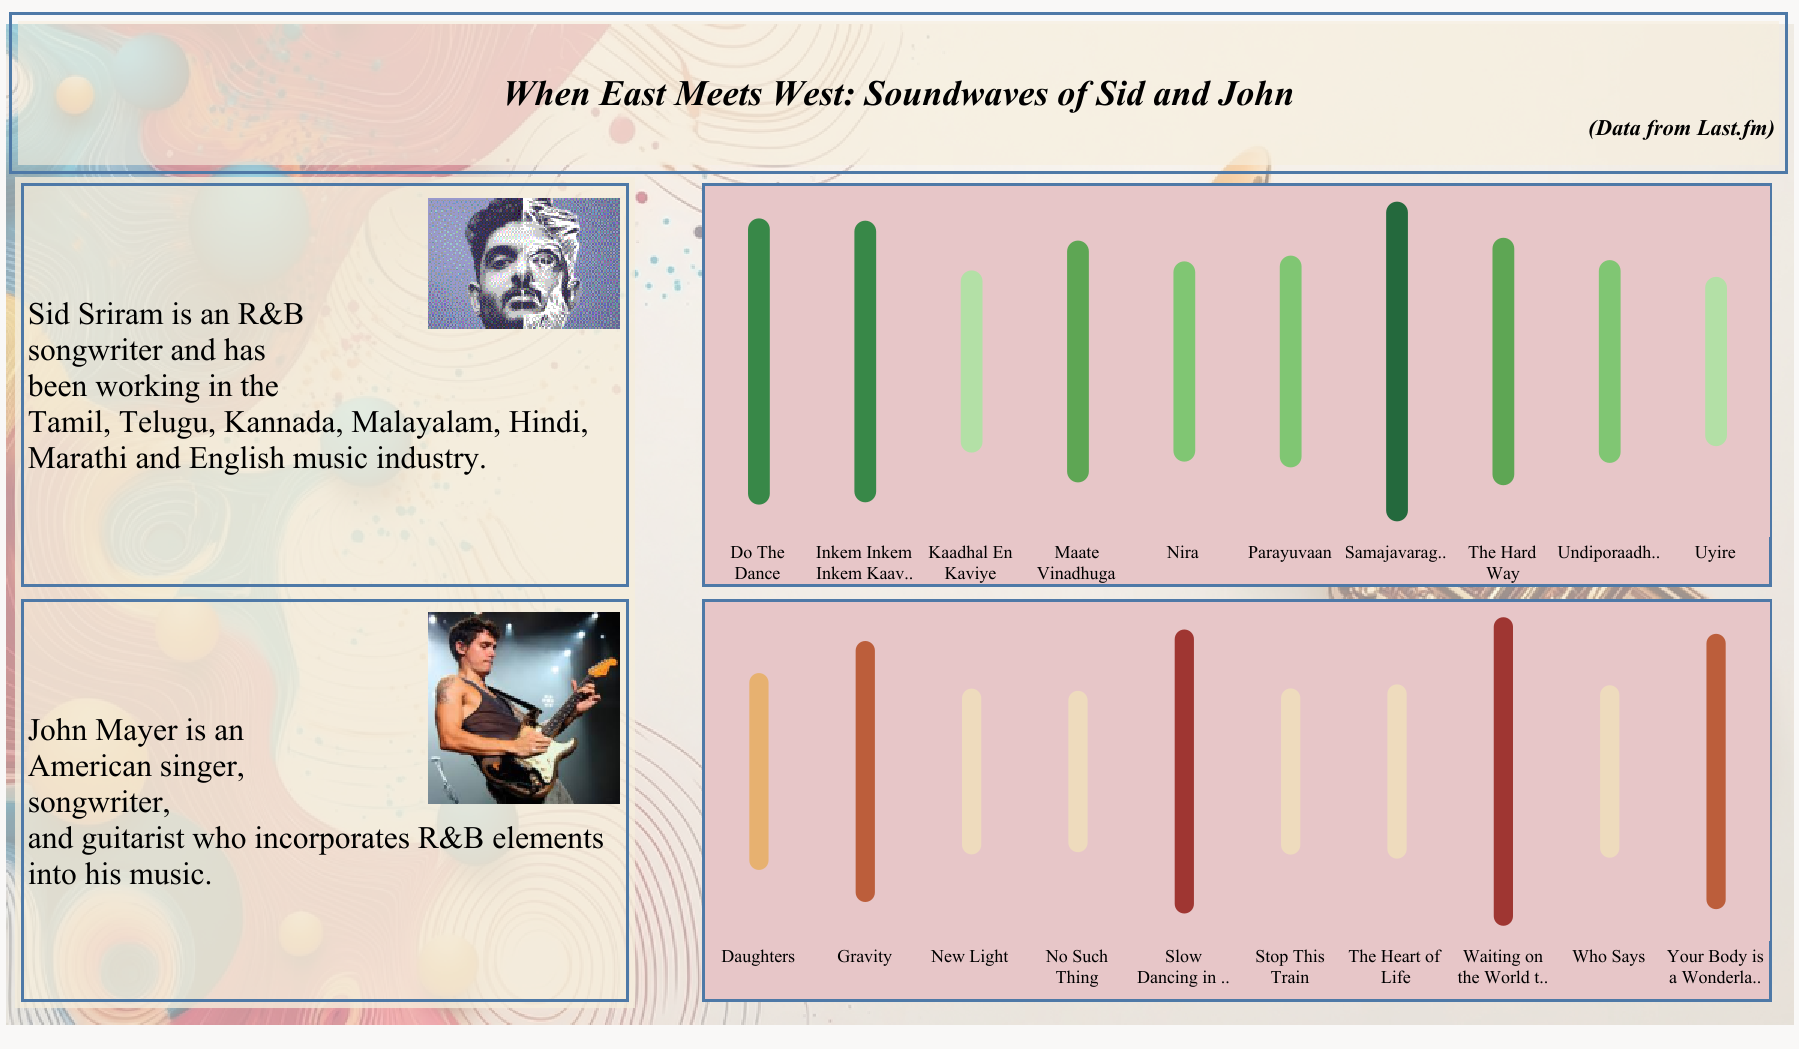 When East Meets West: Soundwaves of Sid and John
(Data from Last.fm)
Sid Sriram is an R&B
songwriter and has
been working in the
Tamil, Telugu, Kannada, Malayalam, Hindi,
Marathi and English music industry.
Do The
Dance
Inkem Inkem
Inkem Kaav..
Kaadhal En
Kaviye
Maate
Vinadhuga
Nira
Parayuvaan
Samajavarag..
The Hard
Way
Undiporaadh..
Uyire
John Mayer is an
American singer,
songwriter,
and guitarist who incorporates R&B elements
into his music.
Daughters
Gravity
New Light
No Such
Thing
Slow
Dancing in ..
Stop This
Train
The Heart of
Life
Waiting on
the World t..
Who Says
Your Body is
a Wonderla..